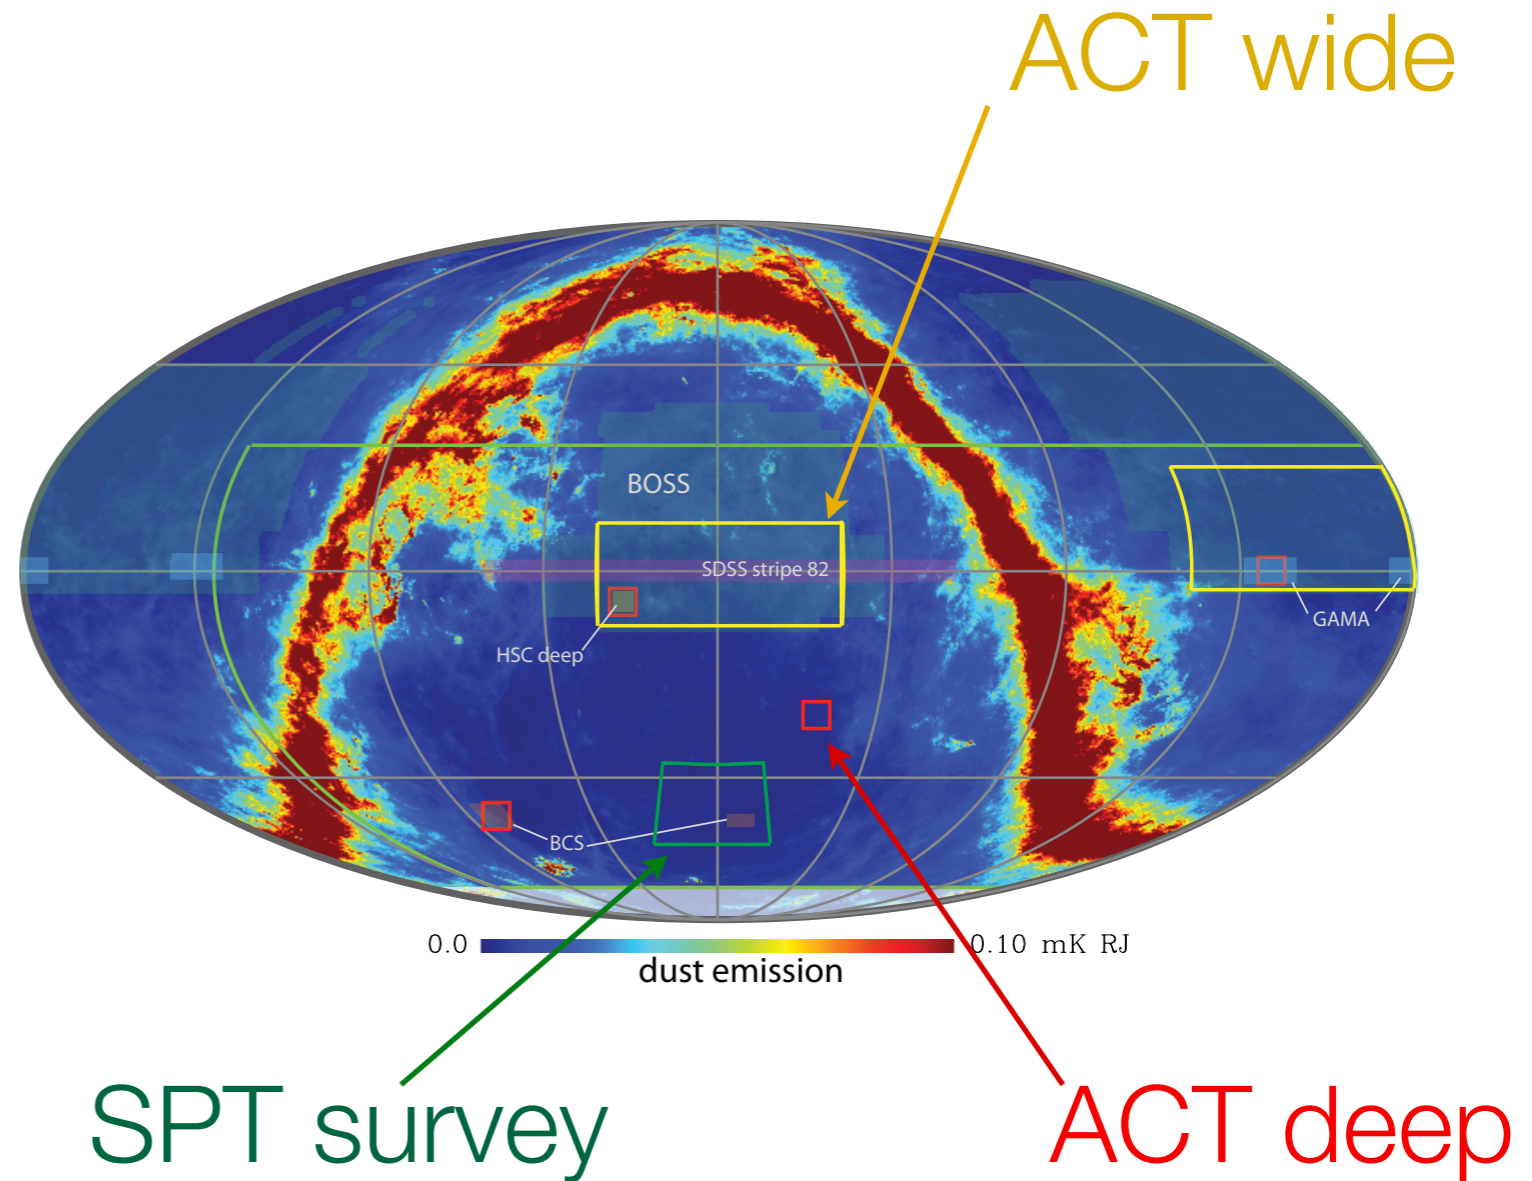 ACT wide
BOSS
SDSS stripe 82
HSC deep
GAMA
BCS
0.0
0.10 mK RJ
dust emission
SPT survey
ACT deep